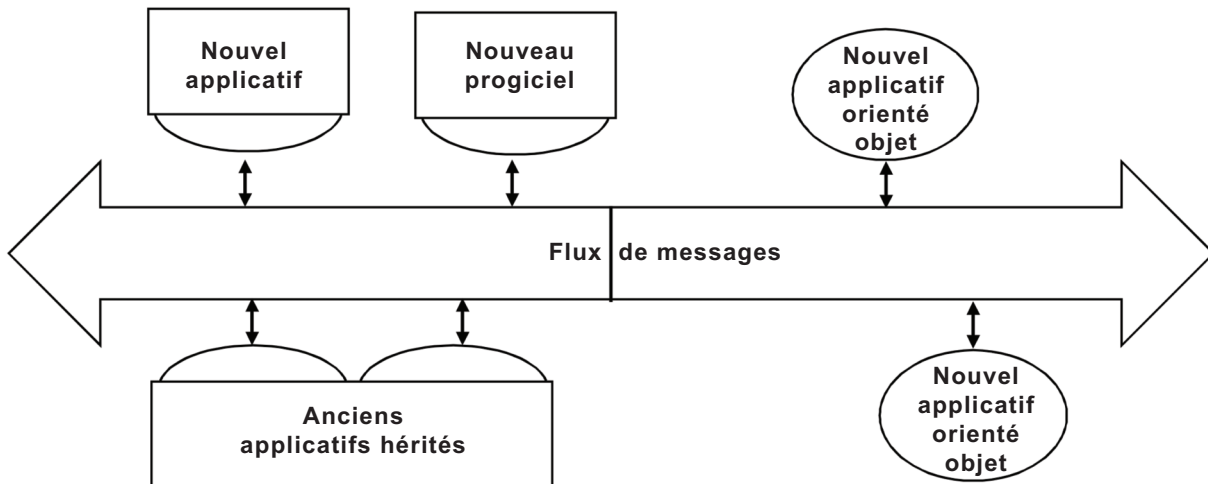 Nouvel
applicatif
Nouveau
progiciel
Nouvel
applicatif
orienté
objet
Flux de messages
Anciens
applicatifs hérités
Nouvel
applicatif
orienté
objet